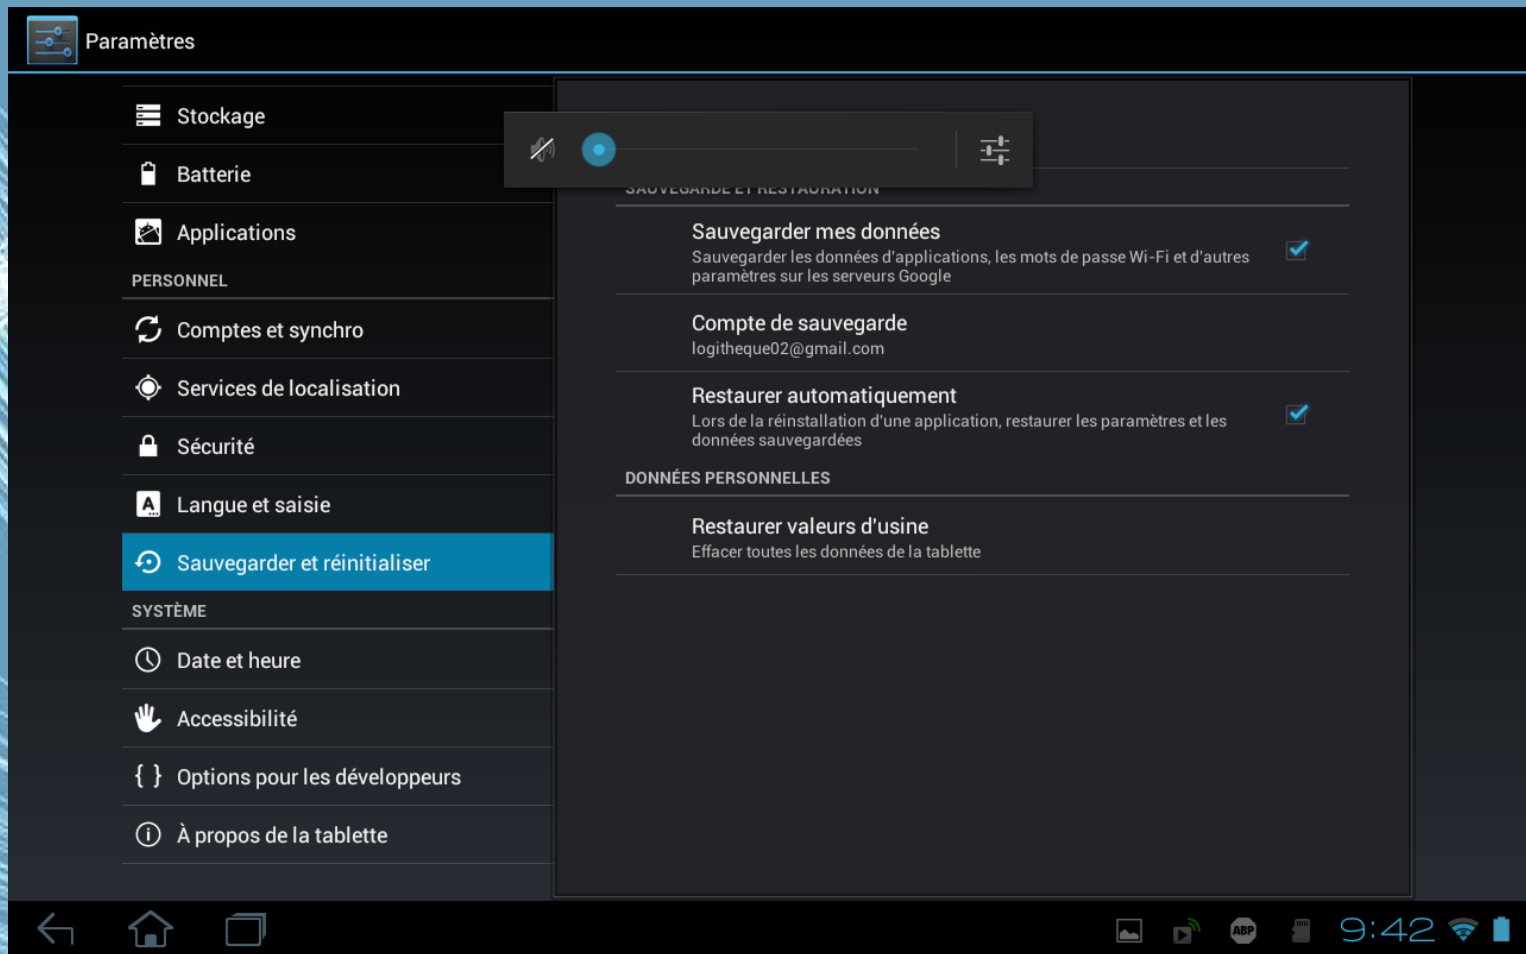 Paramètres
Stockage
Batterie
Applications
PERSONNEL
Comptes et synchro
Services de localisation
Sécurité
Langue et saisie
Sauvegarder et réinitialiser
SYSTÈME
Date et heure
Accessibilité
{ } Options pour les développeurs
À propos de la tablette
SAUVEGARDE ET RESTAURATION
Sauvegarder mes données
Sauvegarder les données d'applications, les mots de passe Wi-Fi et d'autres
paramètres sur les serveurs Google
Compte de sauvegarde
logitheque02@gmail.com
Restaurer automatiquement
Lors de la réinstallation d'une application, restaurer les paramètres et les
données sauvegardées
DONNÉES PERSONNELLES
Restaurer valeurs d'usine
Effacer toutes les données de la tablette
ABP
9:42